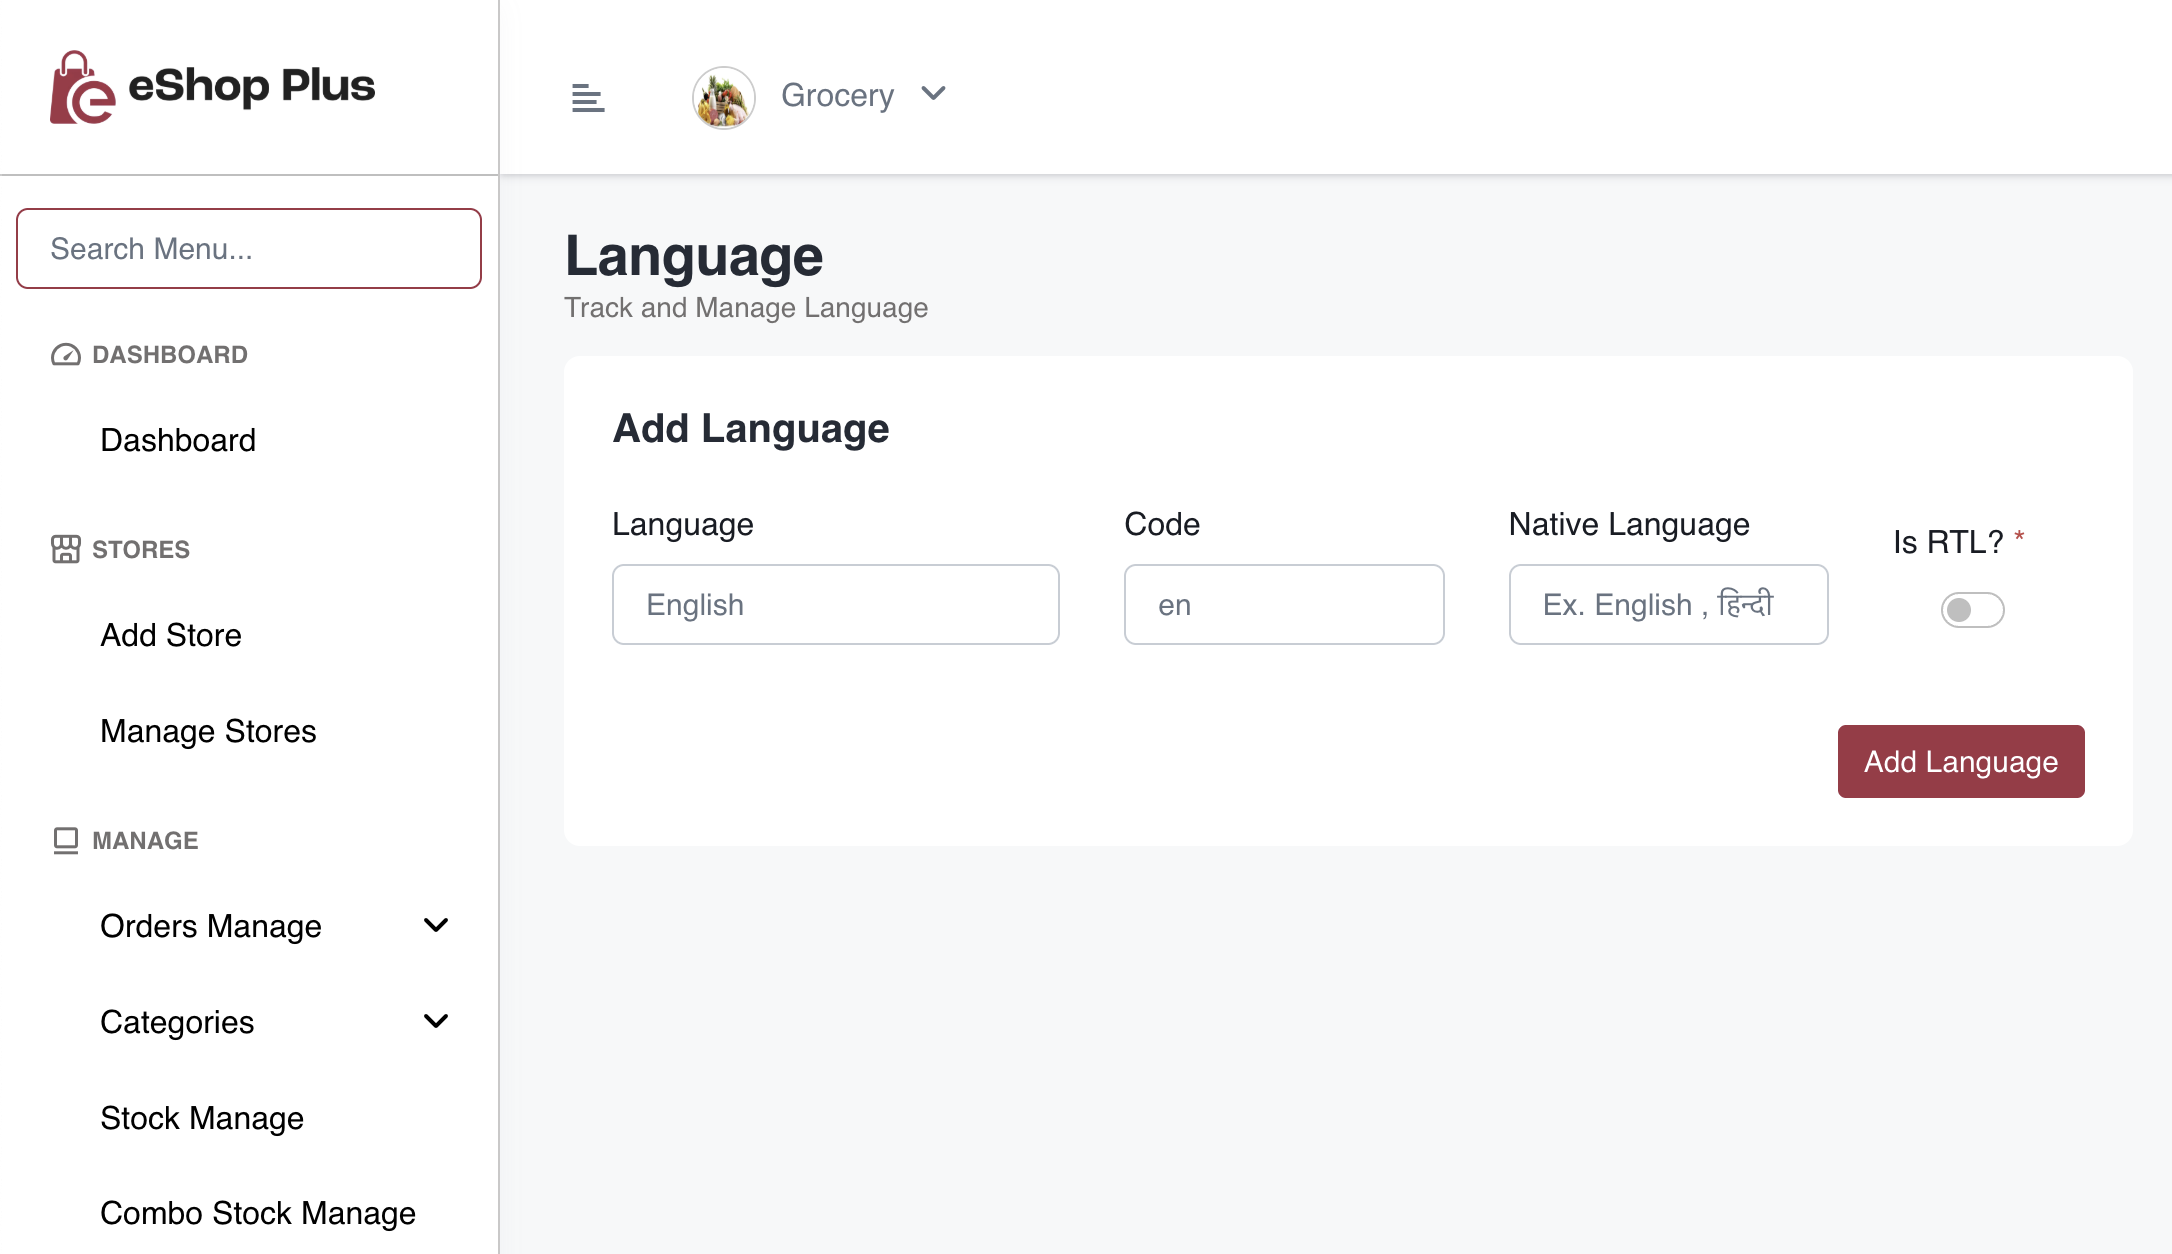 eShop Plus
Grocery
Search Menu...
DASHBOARD
Dashboard
STORES
Add Store
Manage Stores
MANAGE
Orders Manage
Categories
Stock Manage
Combo Stock Manage
Language
Track and Manage Language
Add Language
Language
Code
Native Language
Is RTL? *
English
en
Ex. English , हिन्दी
Add Language